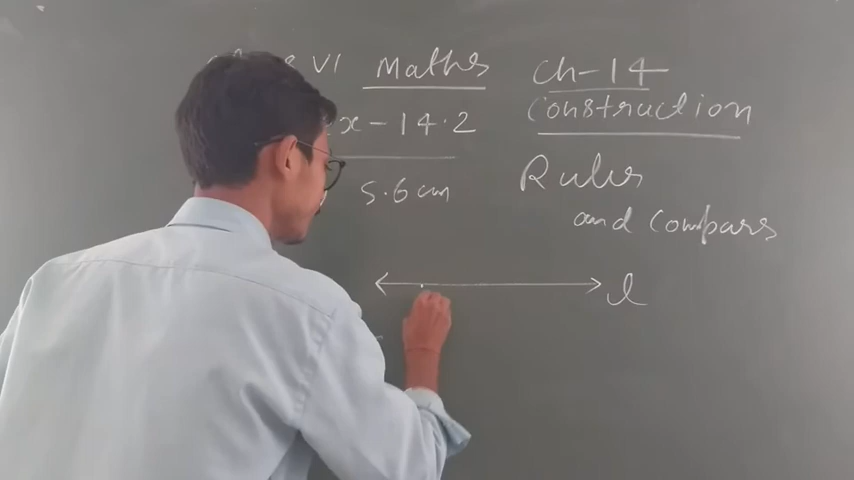 VI Maths Ch-14
Construction
x - 14.2
5.6 cm Ruler
and Compass
l